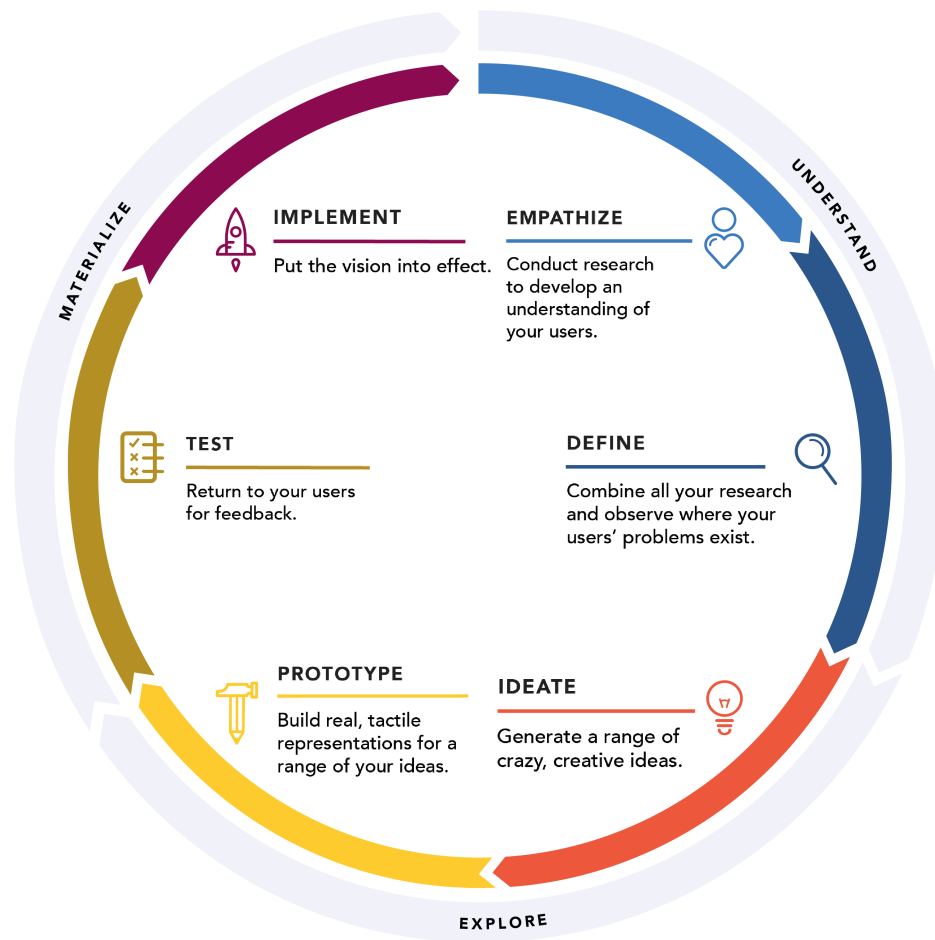 UNDERSTAND
EMPATHIZE
Conduct research
to develop an
understanding of
your users.
DEFINE
Combine all your research
and observe where your
users’ problems exist.
EXPLORE
IDEATE
Generate a range of
crazy, creative ideas.
PROTOTYPE
Build real, tactile
representations for a
range of your ideas.
MATERIALIZE
TEST
Return to your users
for feedback.
IMPLEMENT
Put the vision into effect.